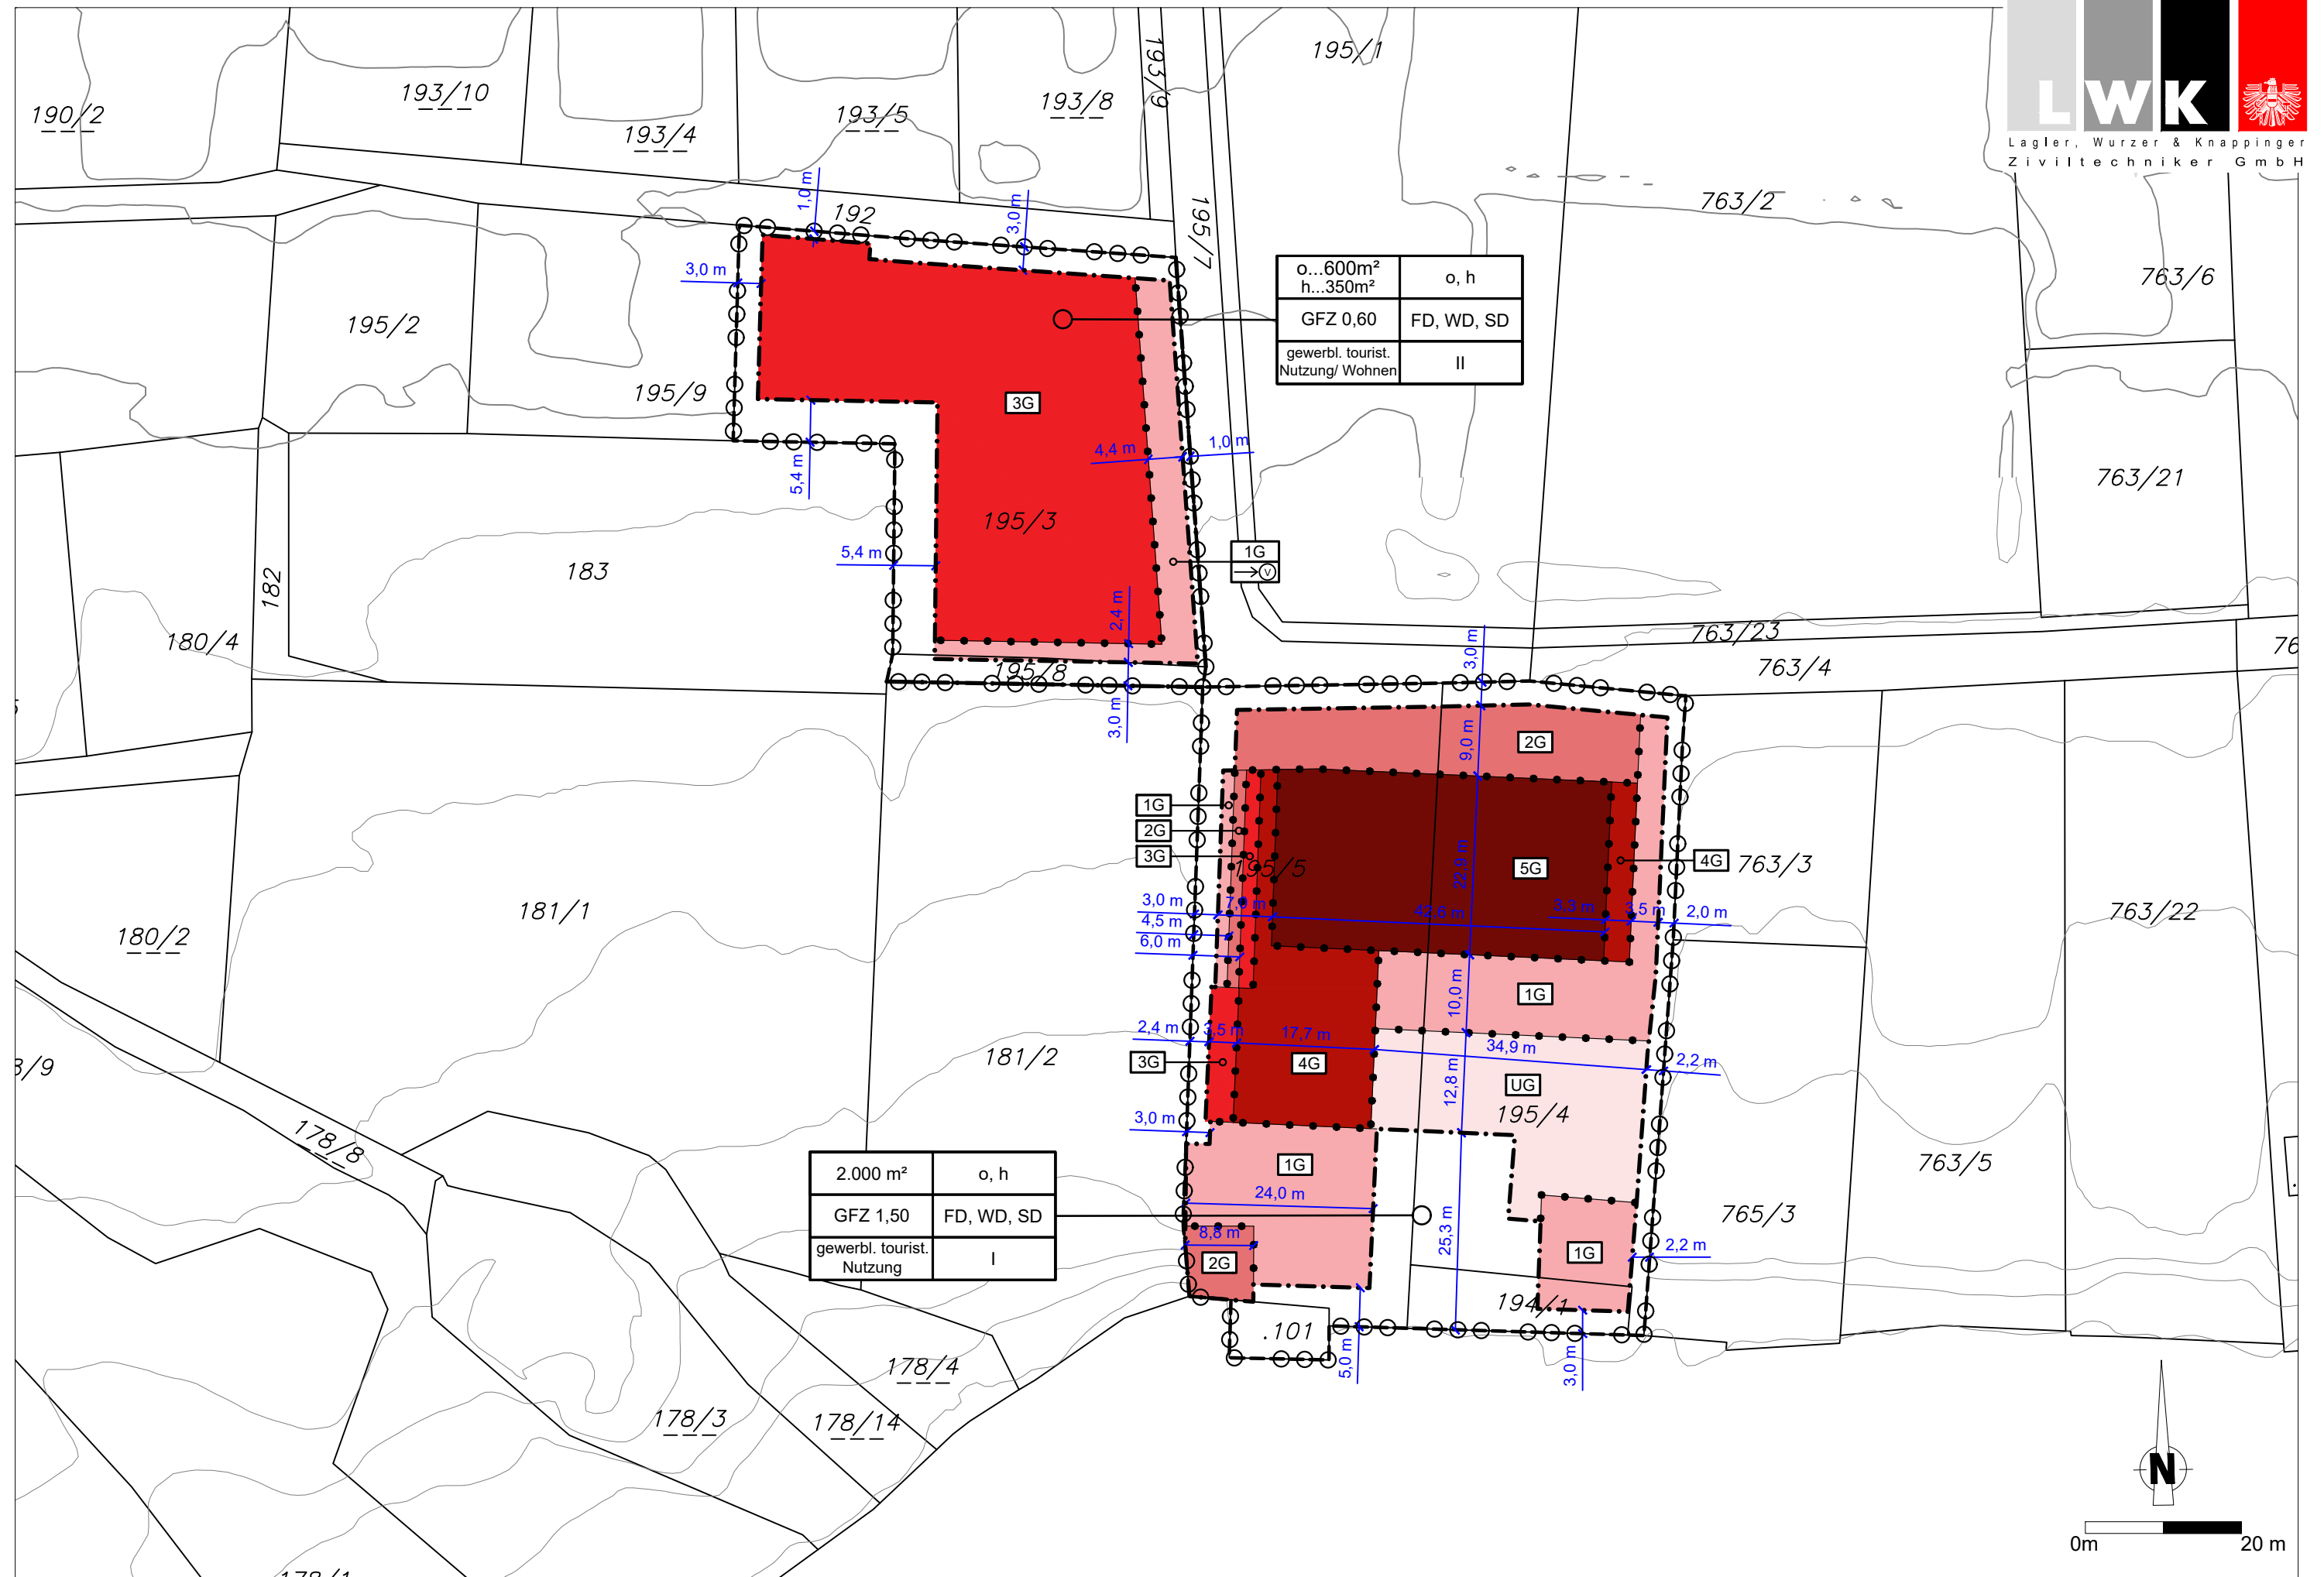 LWK
Lagler, Wurzer & Knappinger
Ziviltechniker GmbH
190/2
193/10
193/4
193/5
193/8
193/9
195/1
763/2
763/6
1,0 m
192
3,0 m
195/7
3,0 m
195/2
195/9
o...600m²
h...350m²
o, h
GFZ 0,60
FD, WD, SD
gewerbl. tourist.
Nutzung/ Wohnen
II
3G
4,4 m
1,0 m
5,4 m
763/21
195/3
5,4 m
183
182
1G
V
180/4
2,4 m
195/8
3,0 m
3,0 m
763/23
763/4
76
2G
9,0 m
1G
2G
3G
195/5
5G
22,9 m
4G
763/3
181/1
180/2
763/22
3,0 m
4,5 m
6,0 m
42,6 m
3,3 m
3,5 m
2,0 m
10,0 m
1G
2,4 m
3,5 m
17,7 m
34,9 m
2,2 m
181/2
3G
4G
UG
12,8 m
195/4
3,0 m
178/8
763/5
765/3
2.000 m²
o, h
GFZ 1,50
FD, WD, SD
gewerbl. tourist.
Nutzung
I
1G
24,0 m
8,8 m
2G
25,3 m
1G
2,2 m
194/1
.101
5,0 m
3,0 m
178/4
178/3
178/14
N
0m
20 m